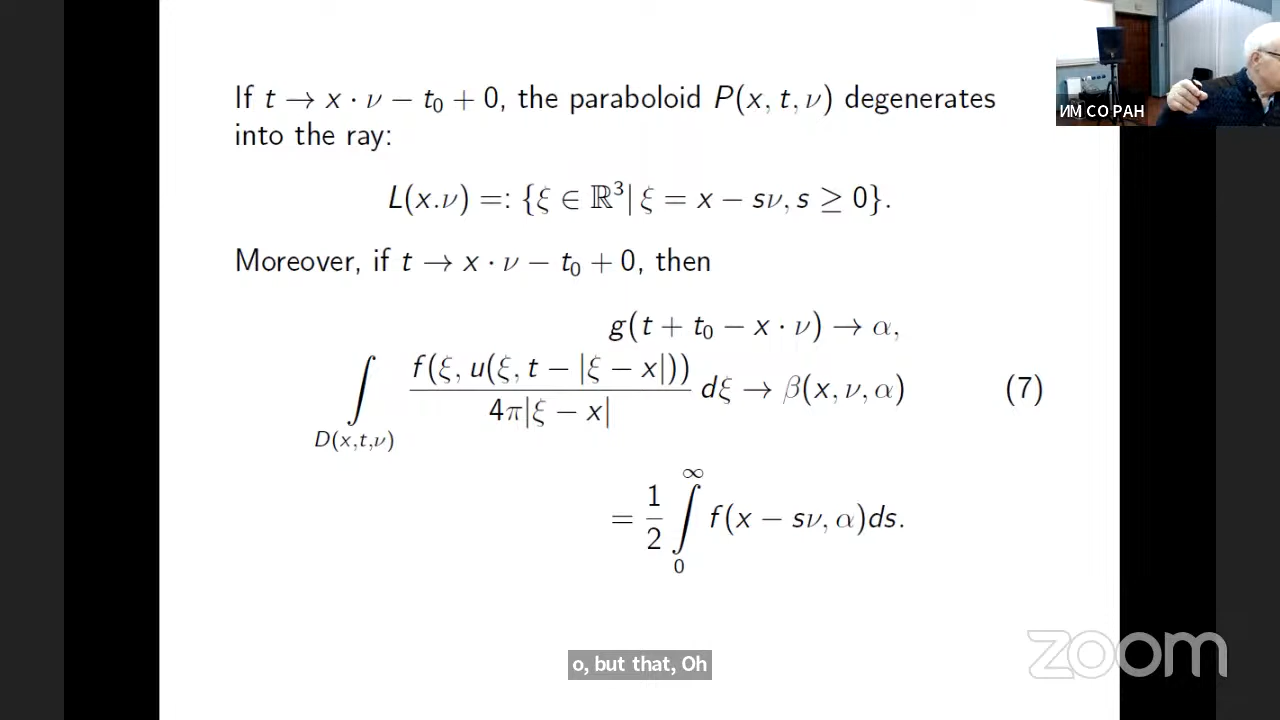 If t → x · ν − t₀ + 0, the paraboloid P(x, t, ν) degenerates
into the ray:
L(x.ν) =: {ξ ∈ ℝ³| ξ = x − sν, s ≥ 0}.
Moreover, if t → x · ν − t₀ + 0, then
g(t + t₀ − x · ν) → α,
∫_{D(x,t,ν)} f(ξ, u(ξ, t − |ξ − x|)) / 4π|ξ − x| dξ → β(x, ν, α) (7)
= 1/2 ∫₀^∞ f(x − sν, α)ds.
ИМ СО РАН
o, but that, Oh
zoom